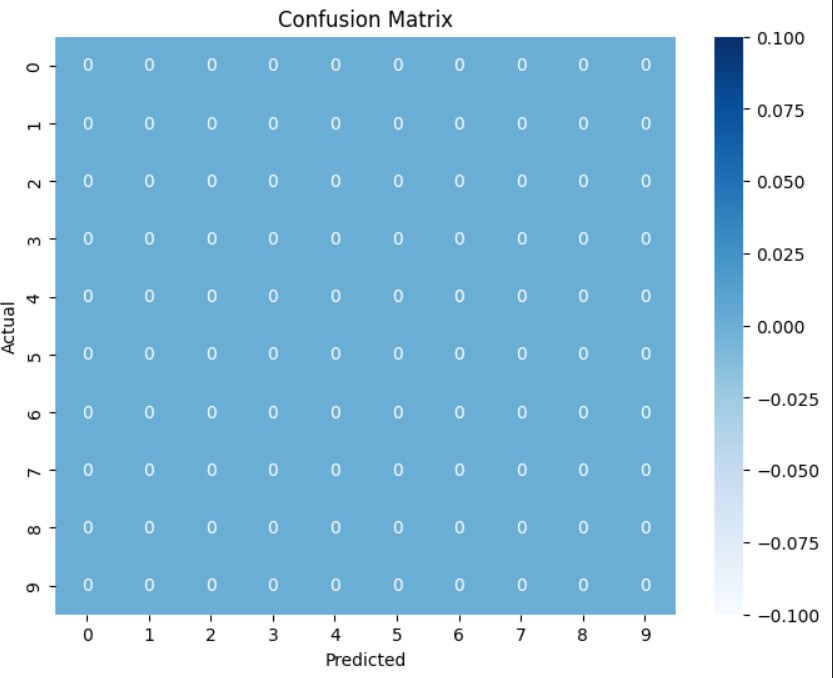 Confusion Matrix
0 0 0 0 0 0 0 0 0 0 0
1 0 0 0 0 0 0 0 0 0 0
2 0 0 0 0 0 0 0 0 0 0
3 0 0 0 0 0 0 0 0 0 0
4 0 0 0 0 0 0 0 0 0 0
5 0 0 0 0 0 0 0 0 0 0
6 0 0 0 0 0 0 0 0 0 0
7 0 0 0 0 0 0 0 0 0 0
8 0 0 0 0 0 0 0 0 0 0
9 0 0 0 0 0 0 0 0 0 0
Actual
0 1 2 3 4 5 6 7 8 9
Predicted
0.100
0.075
0.050
0.025
0.000
−0.025
−0.050
−0.075
−0.100